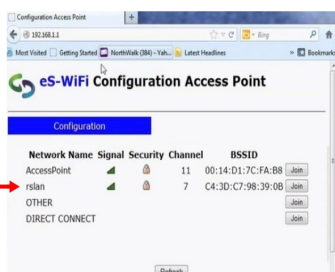 Configuration Access Point
192.168.1.1
Bing
Most Visited Getting Started NorthWalk (384) - Vah... Latest Headlines » Bookmarks
eS-WiFi Configuration Access Point
Configuration
Network Name Signal Security Channel BSSID
AccessPoint 11 00:14:D1:7C:FA:B8 Join
rslan 7 C4:3D:C7:98:39:0B Join
OTHER Join
DIRECT CONNECT Join
Refresh